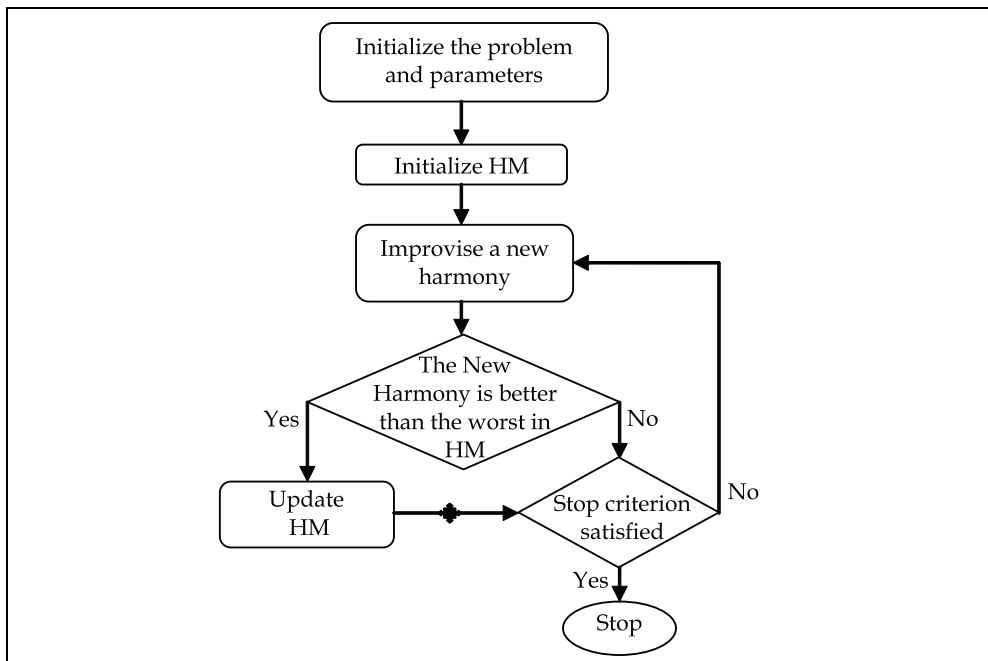 Initialize the problem
and parameters
Initialize HM
Improvise a new
harmony
The New
Harmony is better
than the worst in
HM
Yes
No
Update
HM
Stop criterion
satisfied
No
Yes
Stop